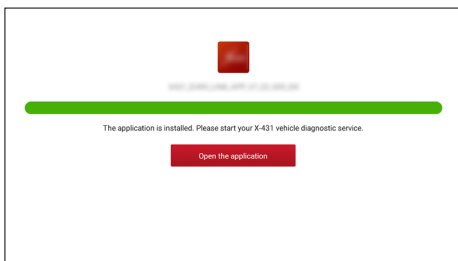 The application is installed. Please start your X-431 vehicle diagnostic service.
Open the application